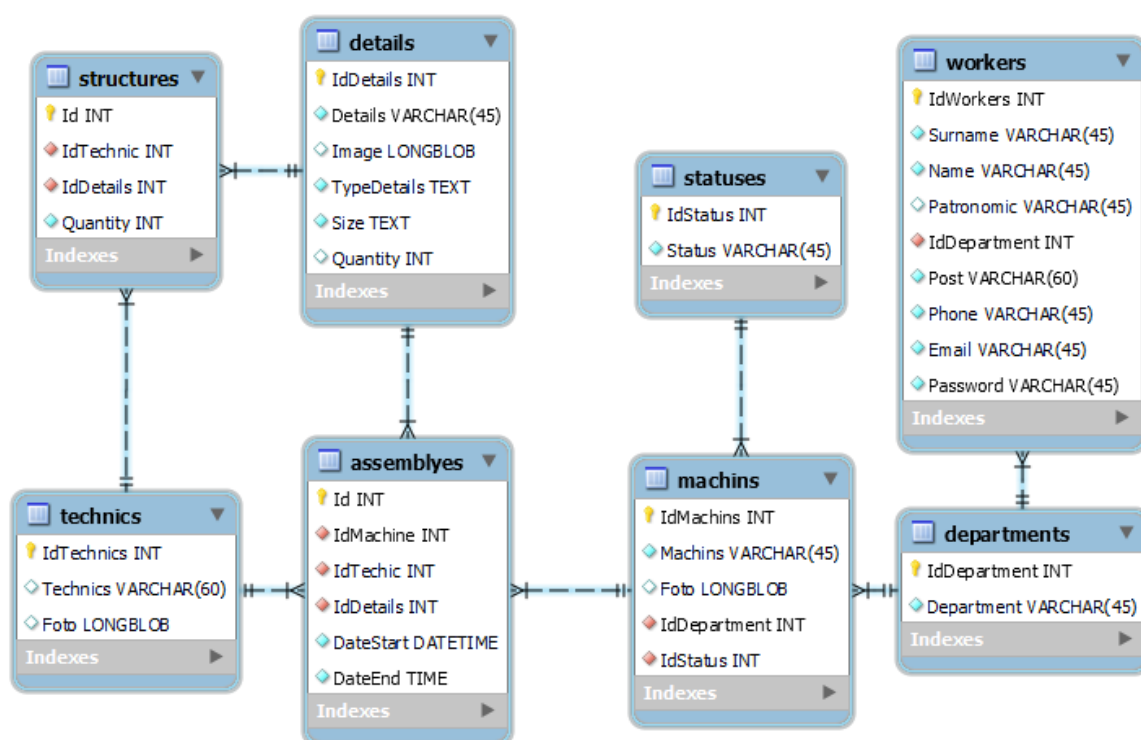 structures
Id INT
IdTechnic INT
IdDetails INT
Quantity INT
Indexes
details
IdDetails INT
Details VARCHAR(45)
Image LONGBLOB
TypeDetails TEXT
Size TEXT
Quantity INT
Indexes
statuses
IdStatus INT
Status VARCHAR(45)
Indexes
workers
IdWorkers INT
Surname VARCHAR(45)
Name VARCHAR(45)
Patronomic VARCHAR(45)
IdDepartment INT
Post VARCHAR(60)
Phone VARCHAR(45)
Email VARCHAR(45)
Password VARCHAR(45)
Indexes
technics
IdTechnics INT
Technics VARCHAR(60)
Foto LONGBLOB
Indexes
assemblyes
Id INT
IdMachine INT
IdTechic INT
IdDetails INT
DateStart DATETIME
DateEnd TIME
Indexes
machins
IdMachins INT
Machins VARCHAR(45)
Foto LONGBLOB
IdDepartment INT
IdStatus INT
Indexes
departments
IdDepartment INT
Department VARCHAR(45)
Indexes